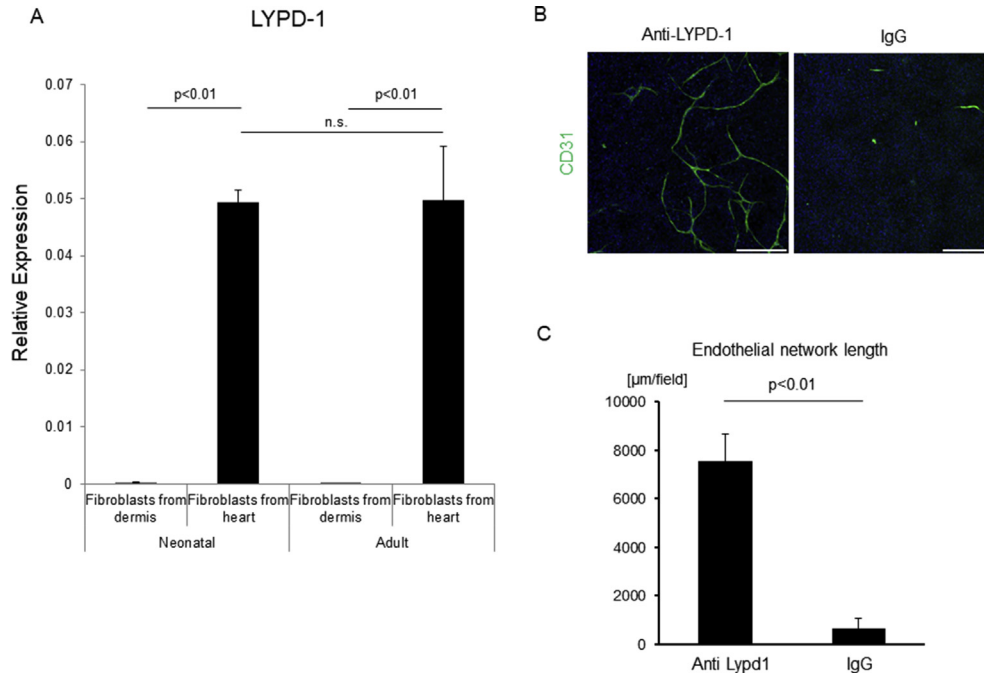 A
LYPD-1
Relative Expression
0.07
0.06
0.05
0.04
0.03
0.02
0.01
0
p<0.01
p<0.01
n.s.
Fibroblasts from
dermis
Fibroblasts from
heart
Fibroblasts from
dermis
Fibroblasts from
heart
Neonatal
Adult
B
Anti-LYPD-1
IgG
CD31
C
Endothelial network length
[µm/field]
p<0.01
10000
8000
6000
4000
2000
0
Anti Lypd1
IgG